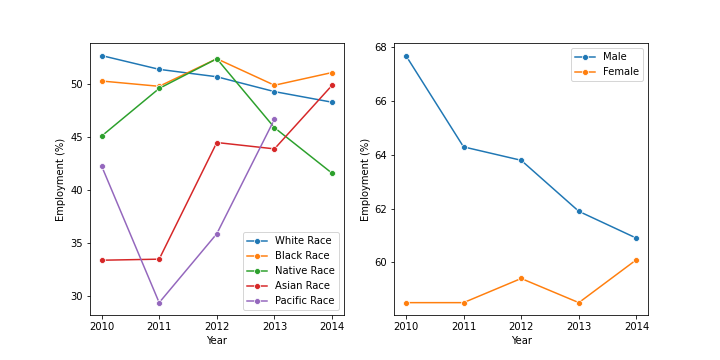 Employment (%)
50
45
40
35
30
2010 2011 2012 2013 2014
Year
White Race
Black Race
Native Race
Asian Race
Pacific Race
Employment (%)
68
66
64
62
60
2010 2011 2012 2013 2014
Year
Male
Female